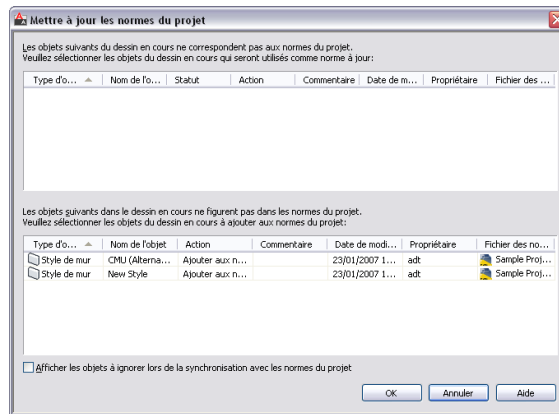 Mettre à jour les normes du projet
Les objets suivants du dessin en cours ne correspondent pas aux normes du projet.
Veuillez sélectionner les objets du dessin en cours qui seront utilisés comme norme à jour:
Type d'o... Nom de l'o... Statut Action Commentaire Date de m... Propriétaire Fichier des ...
Les objets suivants dans le dessin en cours ne figurent pas dans les normes du projet.
Veuillez sélectionner les objets du dessin en cours à ajouter aux normes du projet:
Type d'o... Nom de l'objet Action Commentaire Date de modi... Propriétaire Fichier des no...
Style de mur CMU (Alterna... Ajouter aux n... 23/01/2007 1... adt Sample Proj...
Style de mur New Style Ajouter aux n... 23/01/2007 1... adt Sample Proj...
Afficher les objets à ignorer lors de la synchronisation avec les normes du projet
OK Annuler Aide